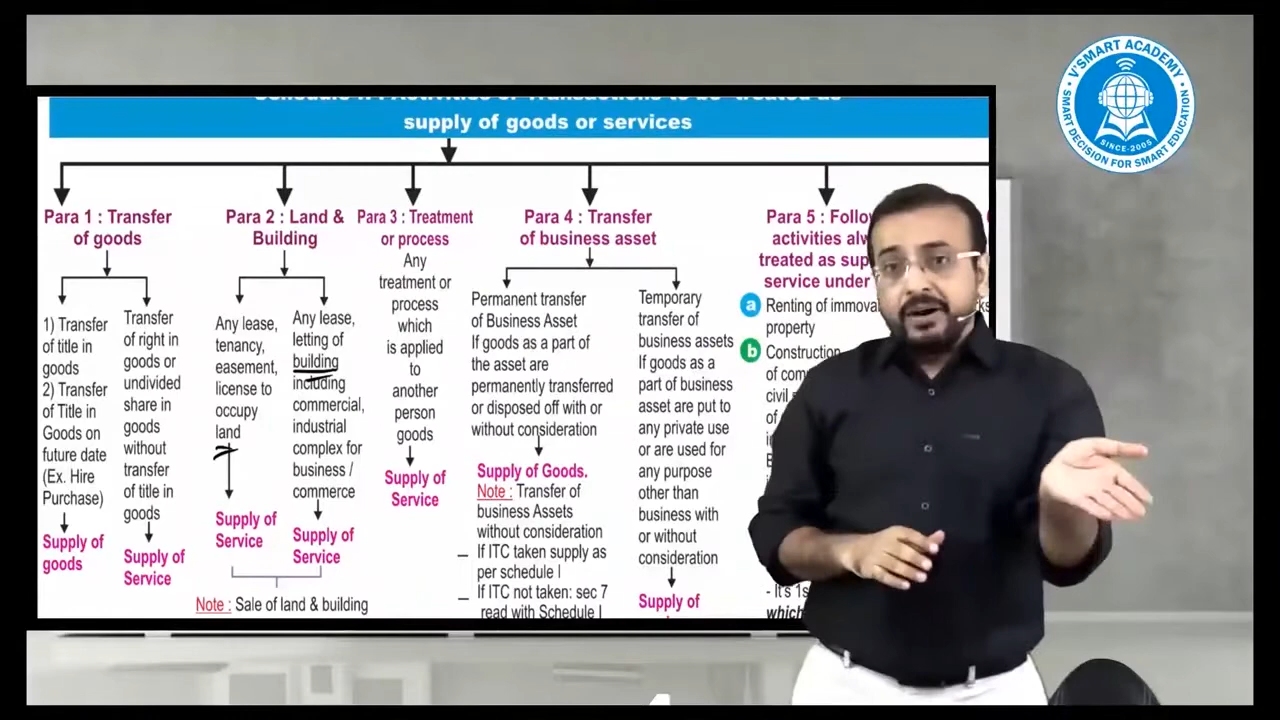 supply of goods or services
Para 1 : Transfer
of goods
1) Transfer
of title in
goods
2) Transfer
of Title in
Goods on
future date
(Ex. Hire
Purchase)
Supply of
goods
Transfer
of right in
goods or
undivided
share in
goods
without
transfer
of title in
goods
Supply of
Service
Para 2 : Land &
Building
Any lease,
tenancy,
easement,
license to
occupy
land
Supply of
Service
Any lease,
letting of
building
including
commercial,
industrial
complex for
business /
commerce
Supply of
Service
Note : Sale of land & building
Para 3 : Treatment
or process
Any
treatment or
process
which
is applied
to
another
person
goods
Supply of
Service
Para 4 : Transfer
of business asset
Permanent transfer
of Business Asset
If goods as a part of
the asset are
permanently transferred
or disposed off with or
without consideration
Supply of Goods.
Note : Transfer of
business Assets
without consideration
– If ITC taken supply as
per schedule I
– If ITC not taken: sec 7
read with Schedule I
Temporary
transfer of
business assets
If goods as a
part of business
asset are put to
any private use
or are used for
any purpose
other than
business with
or without
consideration
Supply of
Para 5 :
activities
treated as
service under
a Renting of
property
b Construction
of
civil
of
- It's
which
V'SMART ACADEMY
SINCE-2005
SMART DECISION FOR SMART EDUCATION